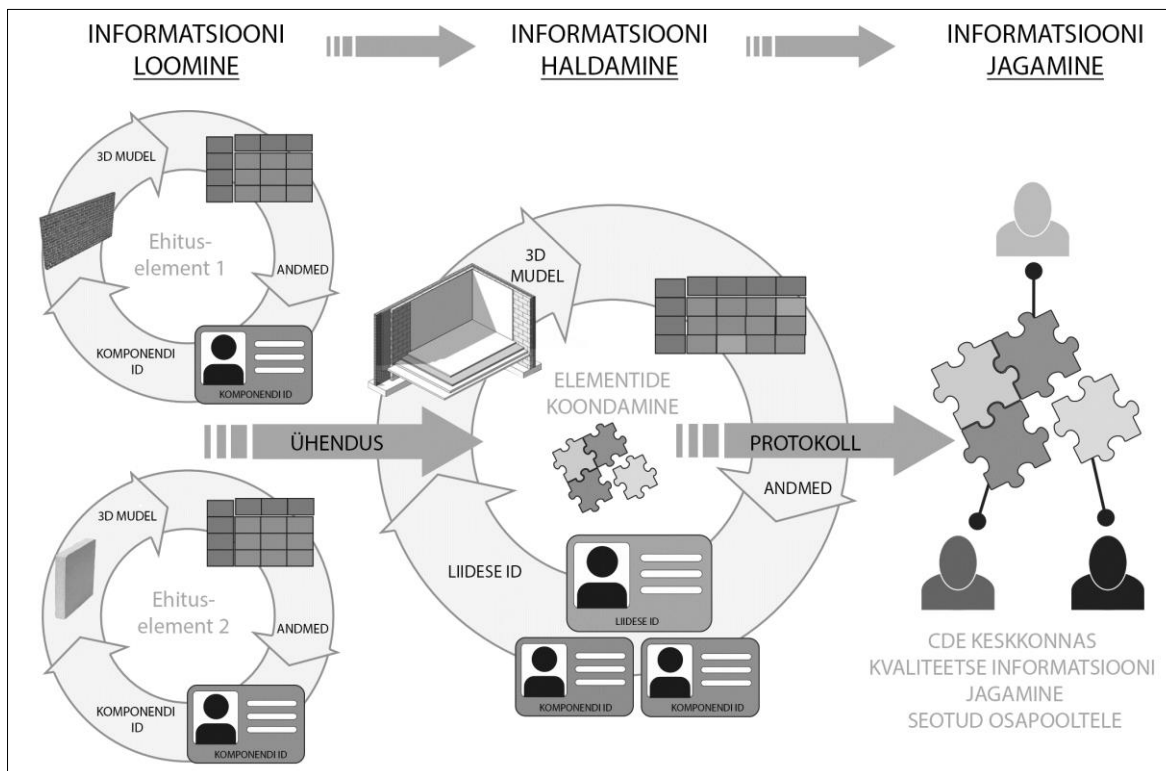 INFORMATSIOONI
LOOMINE
INFORMATSIOONI
HALDAMINE
INFORMATSIOONI
JAGAMINE
3D MUDEL
Ehitus-
element 1
ANDMED
KOMPONENDI
ID
KOMPONENDI ID
3D MUDEL
Ehitus-
element 2
ANDMED
KOMPONENDI
ID
KOMPONENDI ID
ÜHENDUS
3D
MUDEL
ELEMENTIDE
KOONDAMINE
ANDMED
LIIDESE ID
LIIDESE ID
KOMPONENDI ID
KOMPONENDI ID
PROTOKOLL
CDE KESKKONNAS
KVALITEETSE INFORMATSIOONI
JAGAMINE
SEOTUD OSAPOOLTELE